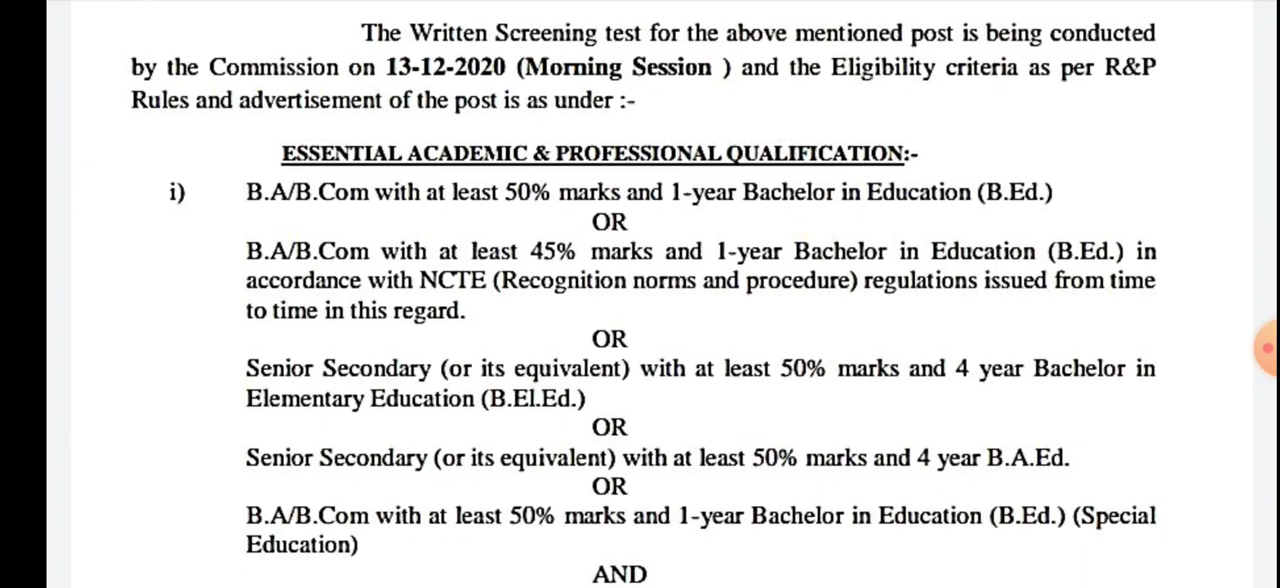 The Written Screening test for the above mentioned post is being conducted
by the Commission on 13-12-2020 (Morning Session ) and the Eligibility criteria as per R&P
Rules and advertisement of the post is as under :-
ESSENTIAL ACADEMIC & PROFESSIONAL QUALIFICATION:-
i) B.A/B.Com with at least 50% marks and 1-year Bachelor in Education (B.Ed.)
OR
B.A/B.Com with at least 45% marks and 1-year Bachelor in Education (B.Ed.) in
accordance with NCTE (Recognition norms and procedure) regulations issued from time
to time in this regard.
OR
Senior Secondary (or its equivalent) with at least 50% marks and 4 year Bachelor in
Elementary Education (B.El.Ed.)
OR
Senior Secondary (or its equivalent) with at least 50% marks and 4 year B.A.Ed.
OR
B.A/B.Com with at least 50% marks and 1-year Bachelor in Education (B.Ed.) (Special
Education)
AND